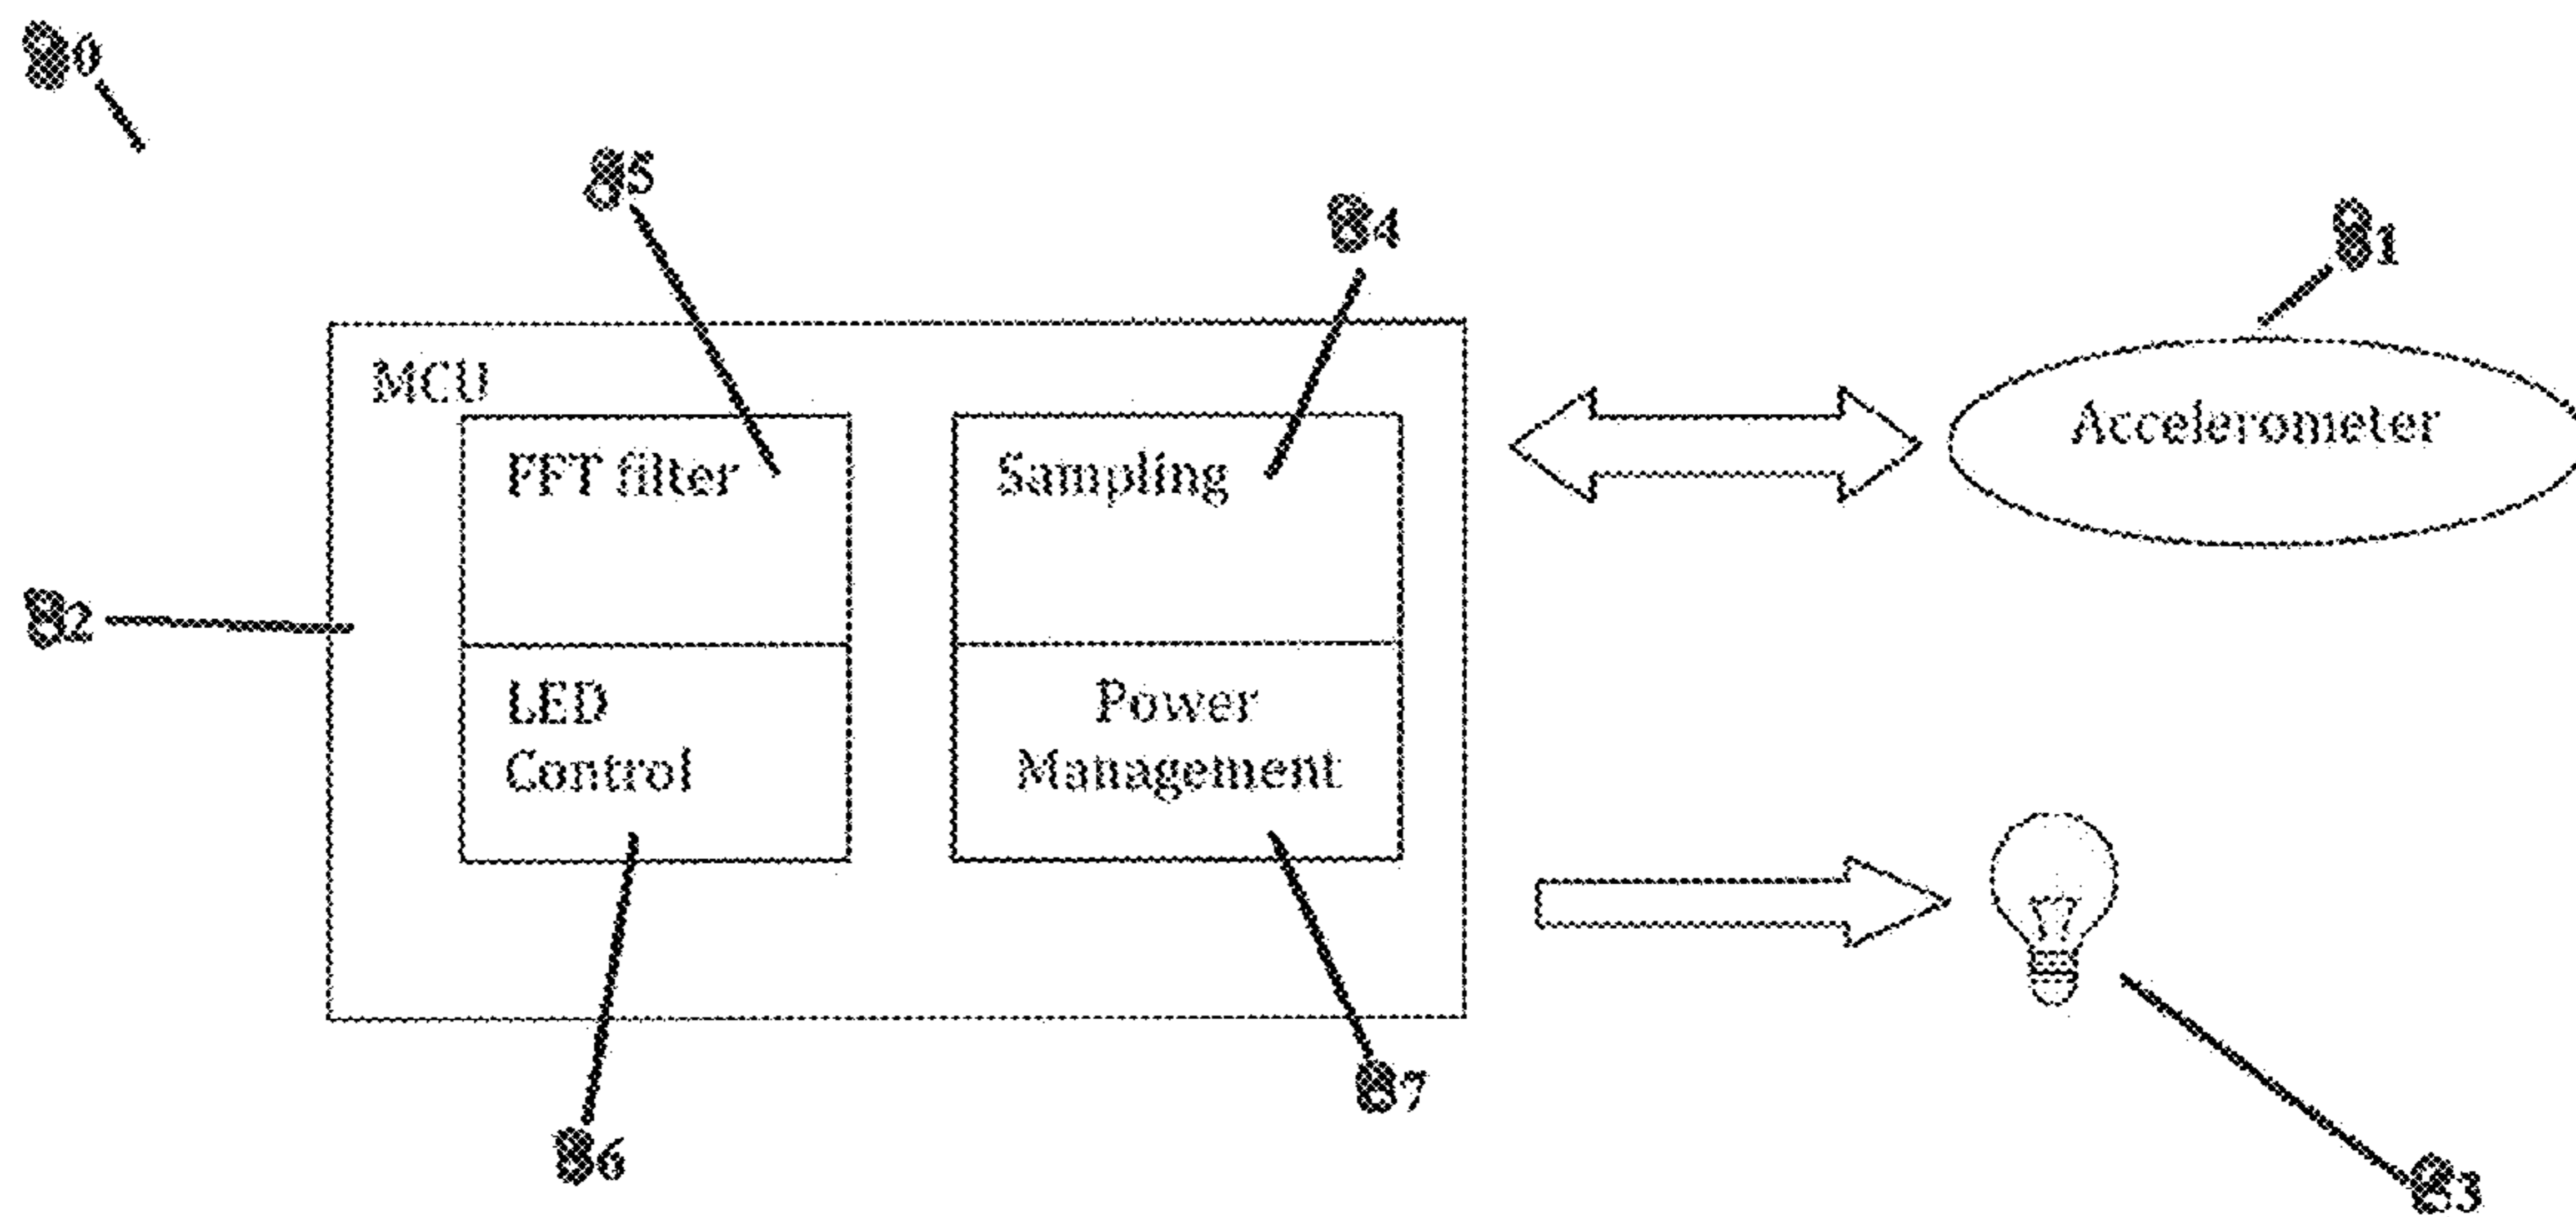 80
85
84
81
MCU
FFT filter
Sampling
Accelerometer
82
LED
Control
Power
Management
87
86
83